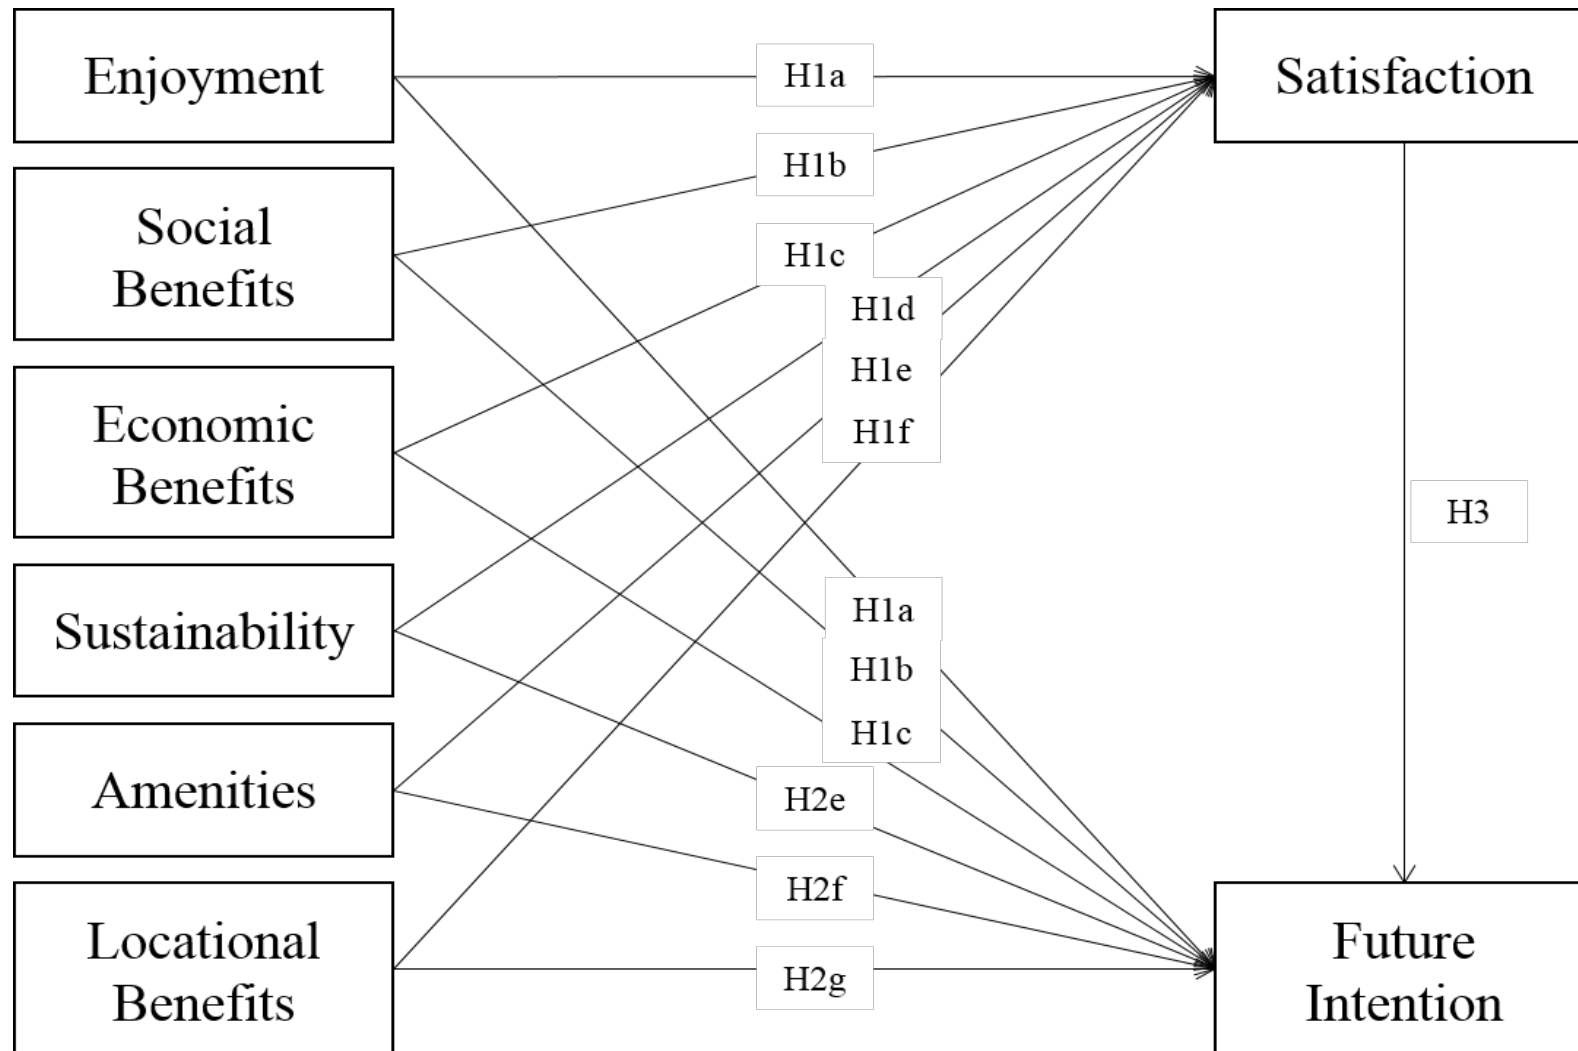 Enjoyment
Social
Benefits
Economic
Benefits
Sustainability
Amenities
Locational
Benefits
H1a
H1b
H1c
H1d
H1e
H1f
H1a
H1b
H1c
H2e
H2f
H2g
Satisfaction
H3
Future
Intention